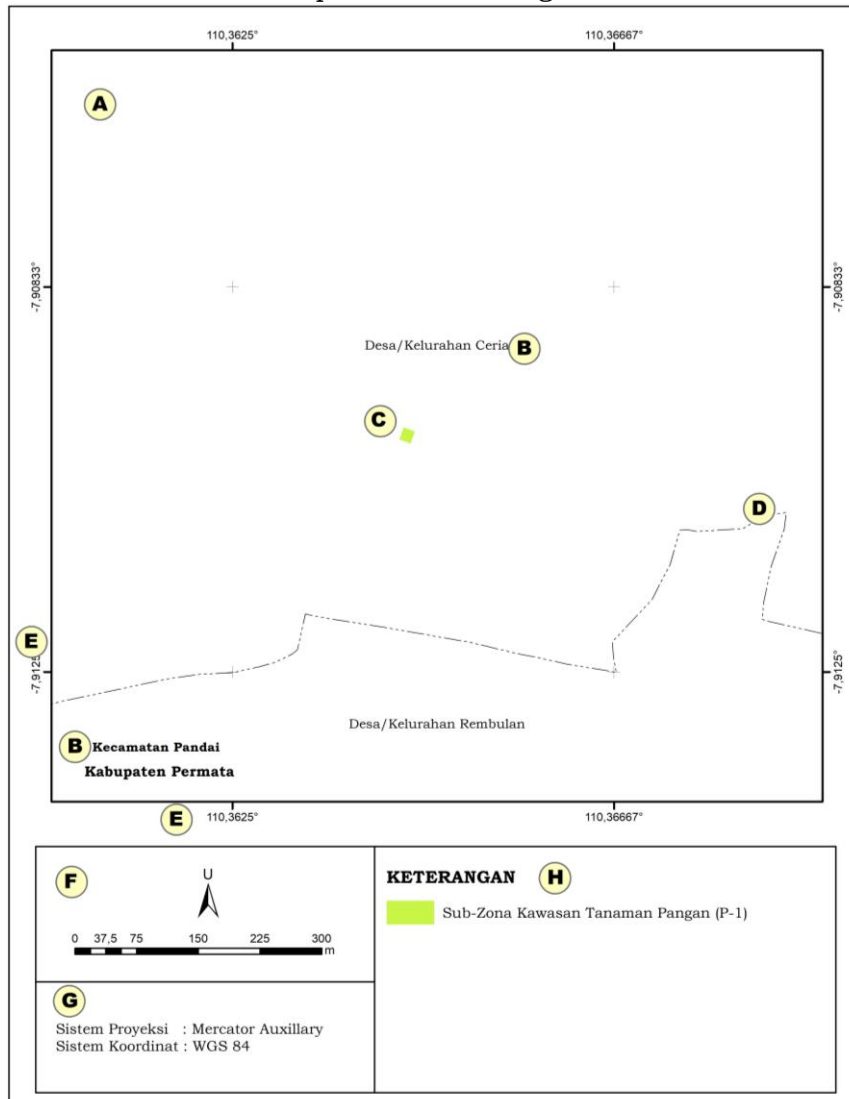 110,3625° 110,36667°
A
-7,90833° -7,90833°
Desa/Kelurahan Ceria B
C
D
E
-7,9125° -7,9125°
Desa/Kelurahan Rembulan
B Kecamatan Pandai
Kabupaten Permata
E
110,3625° 110,36667°
F
U
0 37,5 75 150 225 300
m
G
Sistem Proyeksi : Mercator Auxillary
Sistem Koordinat : WGS 84
KETERANGAN H
Sub-Zona Kawasan Tanaman Pangan (P-1)